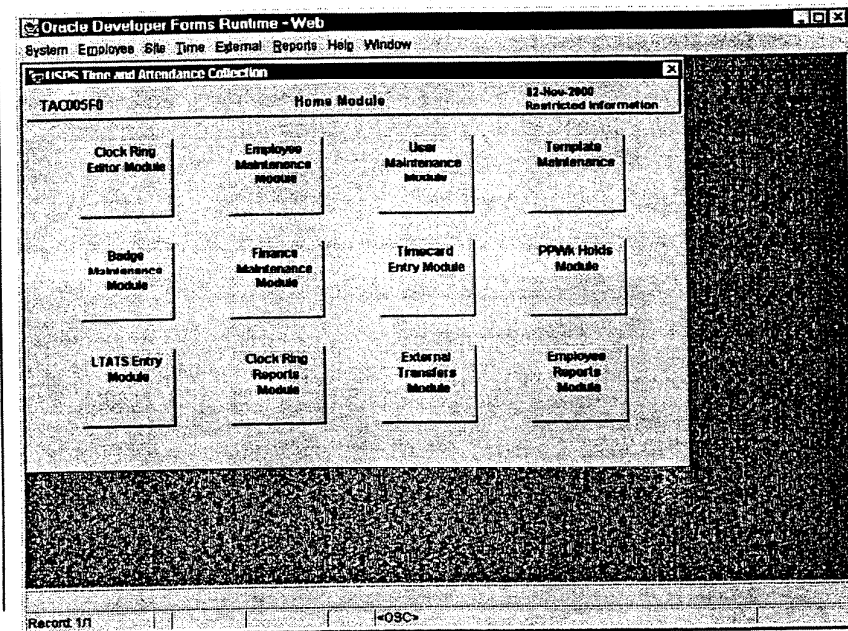 Oracle Developer Forms Runtime - Web
System Employee Site Time External Reports Help Window
USPS Time and Attendance Collection
TAC005F0
Home Module
02-Nov-2000
Restricted Information
Clock Ring
Editor Module
Employee
Maintenance
Module
User
Maintenance
Module
Template
Maintenance
Badge
Maintenance
Module
Finance
Maintenance
Module
Timecard
Entry Module
PPWk Holds
Module
LTATS Entry
Module
Clock Ring
Reports
Module
External
Transfers
Module
Employee
Reports
Module
Record: 1/1
<OSC>